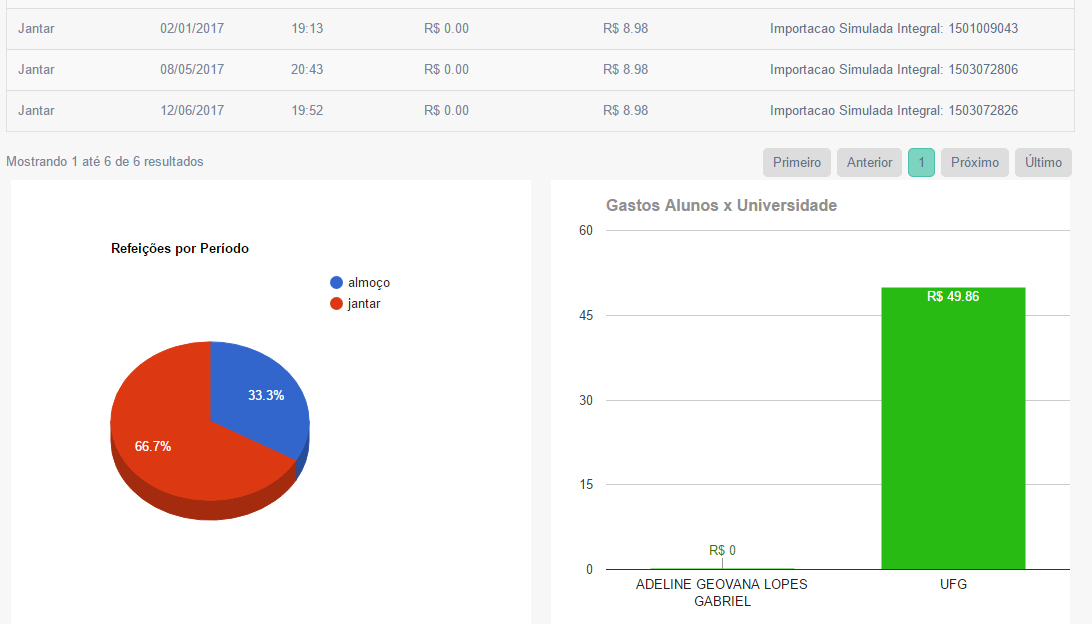 Jantar 02/01/2017 19:13 R$ 0.00 R$ 8.98 Importacao Simulada Integral: 1501009043
Jantar 08/05/2017 20:43 R$ 0.00 R$ 8.98 Importacao Simulada Integral: 1503072806
Jantar 12/06/2017 19:52 R$ 0.00 R$ 8.98 Importacao Simulada Integral: 1503072826
Mostrando 1 até 6 de 6 resultados
Primeiro Anterior 1 Próximo Último
Refeições por Período
almoço
jantar
33.3%
66.7%
Gastos Alunos x Universidade
60
45
30
15
0
R$ 49.86
R$ 0
ADELINE GEOVANA LOPES
GABRIEL
UFG